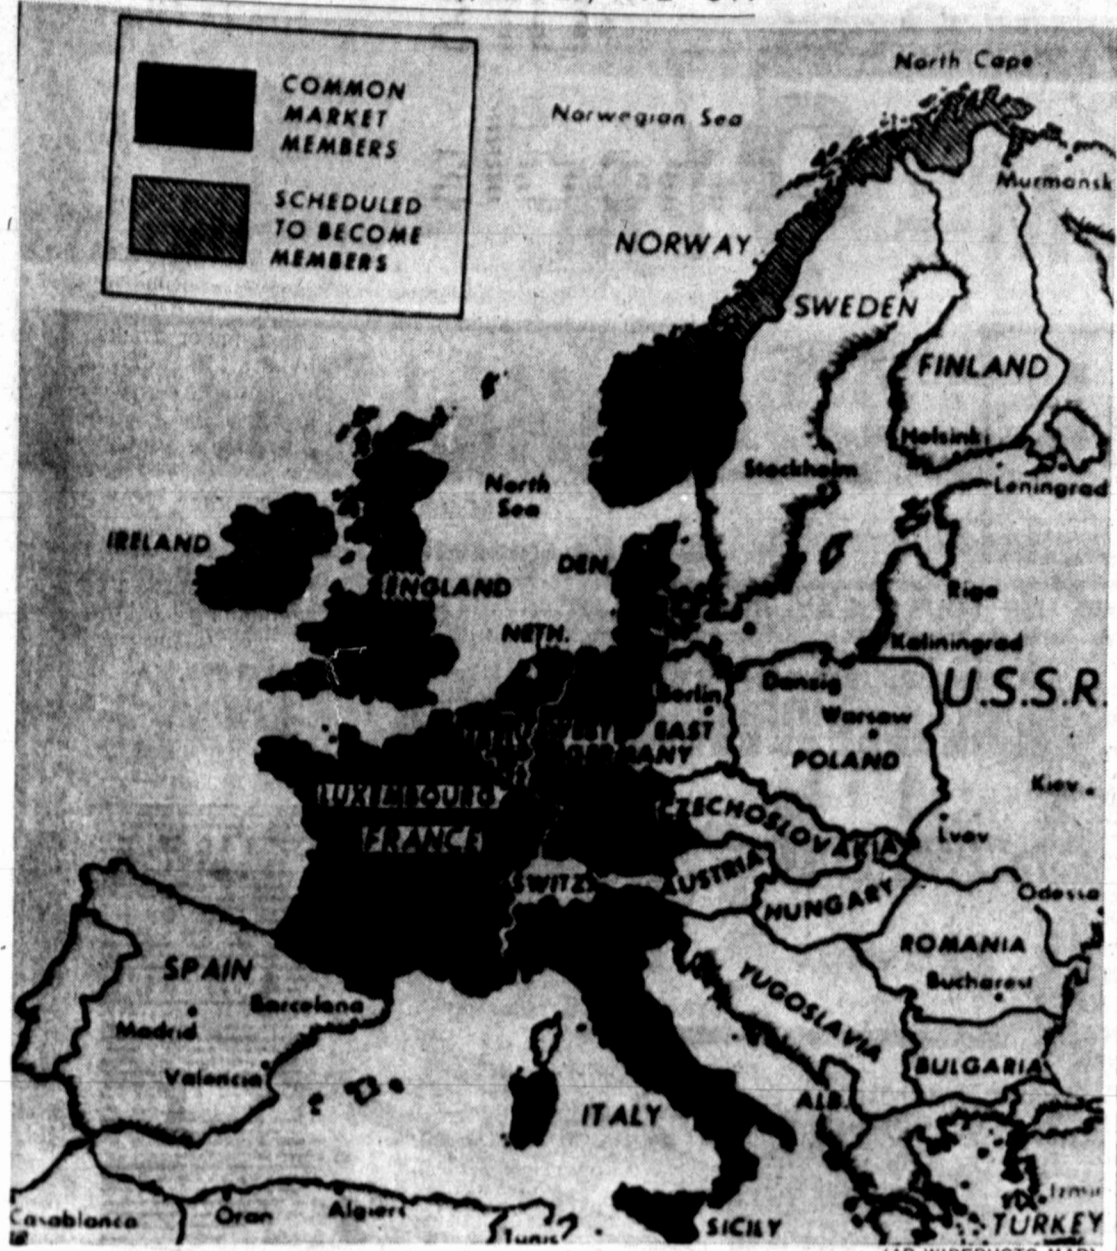 COMMON
MARKET
MEMBERS
SCHEDULED
TO BECOME
MEMBERS
North Cape
Norwegian Sea
Murmansk
NORWAY
SWEDEN
FINLAND
Helsinki
Stockholm
Leningrad
North
Sea
IRELAND
DEN.
ENGLAND
Riga
NETH.
Kaliningrad
U.S.S.R.
Berlin
Danzig
Warsaw
WEST EAST
GERMANY
POLAND
Kiev
LUXEMBOURG
CZECHOSLOVAKIA
Lvov
FRANCE
SWITZ.
AUSTRIA
HUNGARY
Odessa
ROMANIA
SPAIN
Bucharest
Barcelona
YUGOSLAVIA
Madrid
BULGARIA
Valencia
ALB.
ITALY
Izmir
Casablanca
Oran
Algiers
Tunis
SICILY
TURKEY